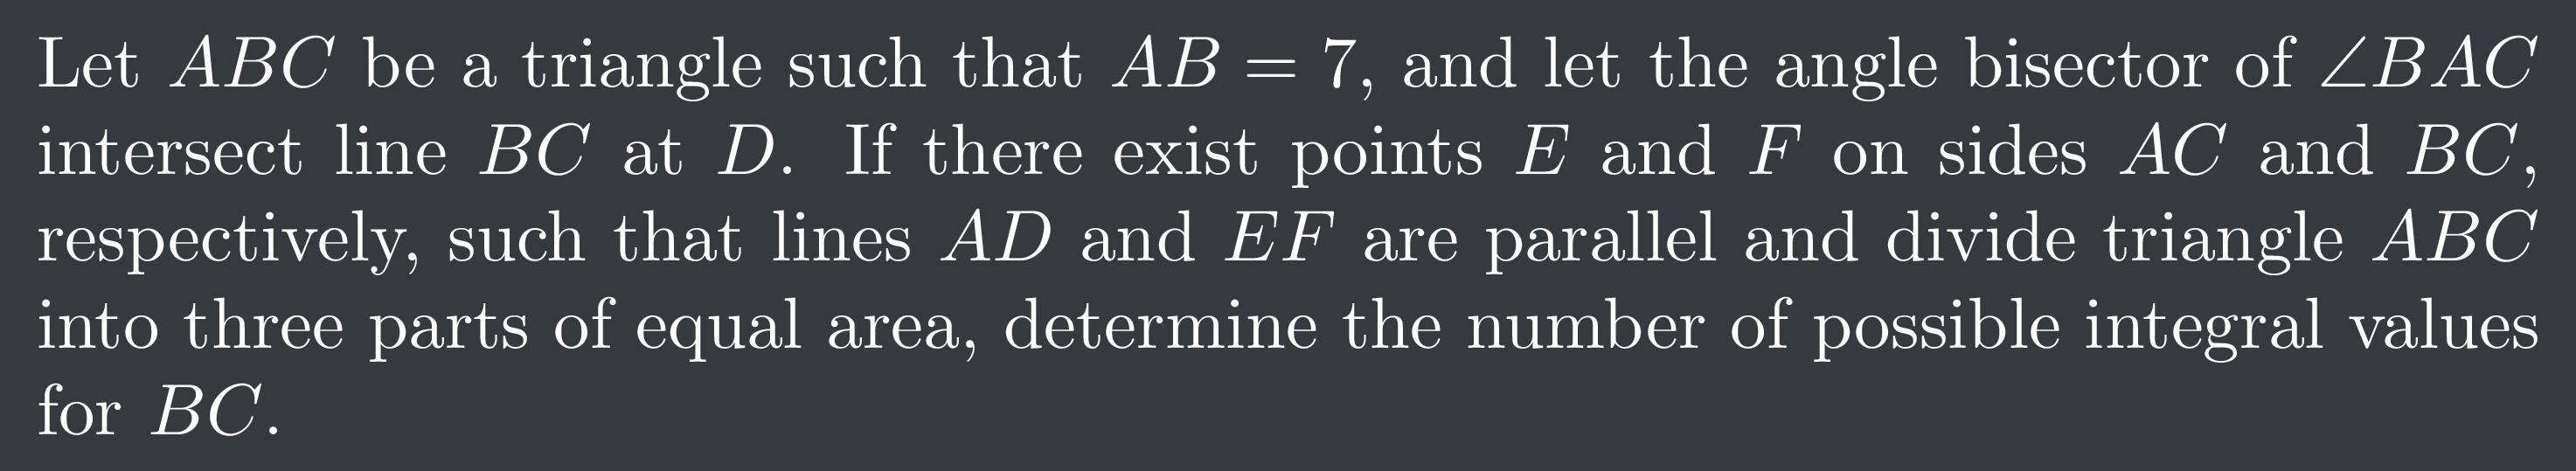 Let ABC be a triangle such that AB = 7, and let the angle bisector of ∠BAC
intersect line BC at D. If there exist points E and F on sides AC and BC,
respectively, such that lines AD and EF are parallel and divide triangle ABC
into three parts of equal area, determine the number of possible integral values
for BC.